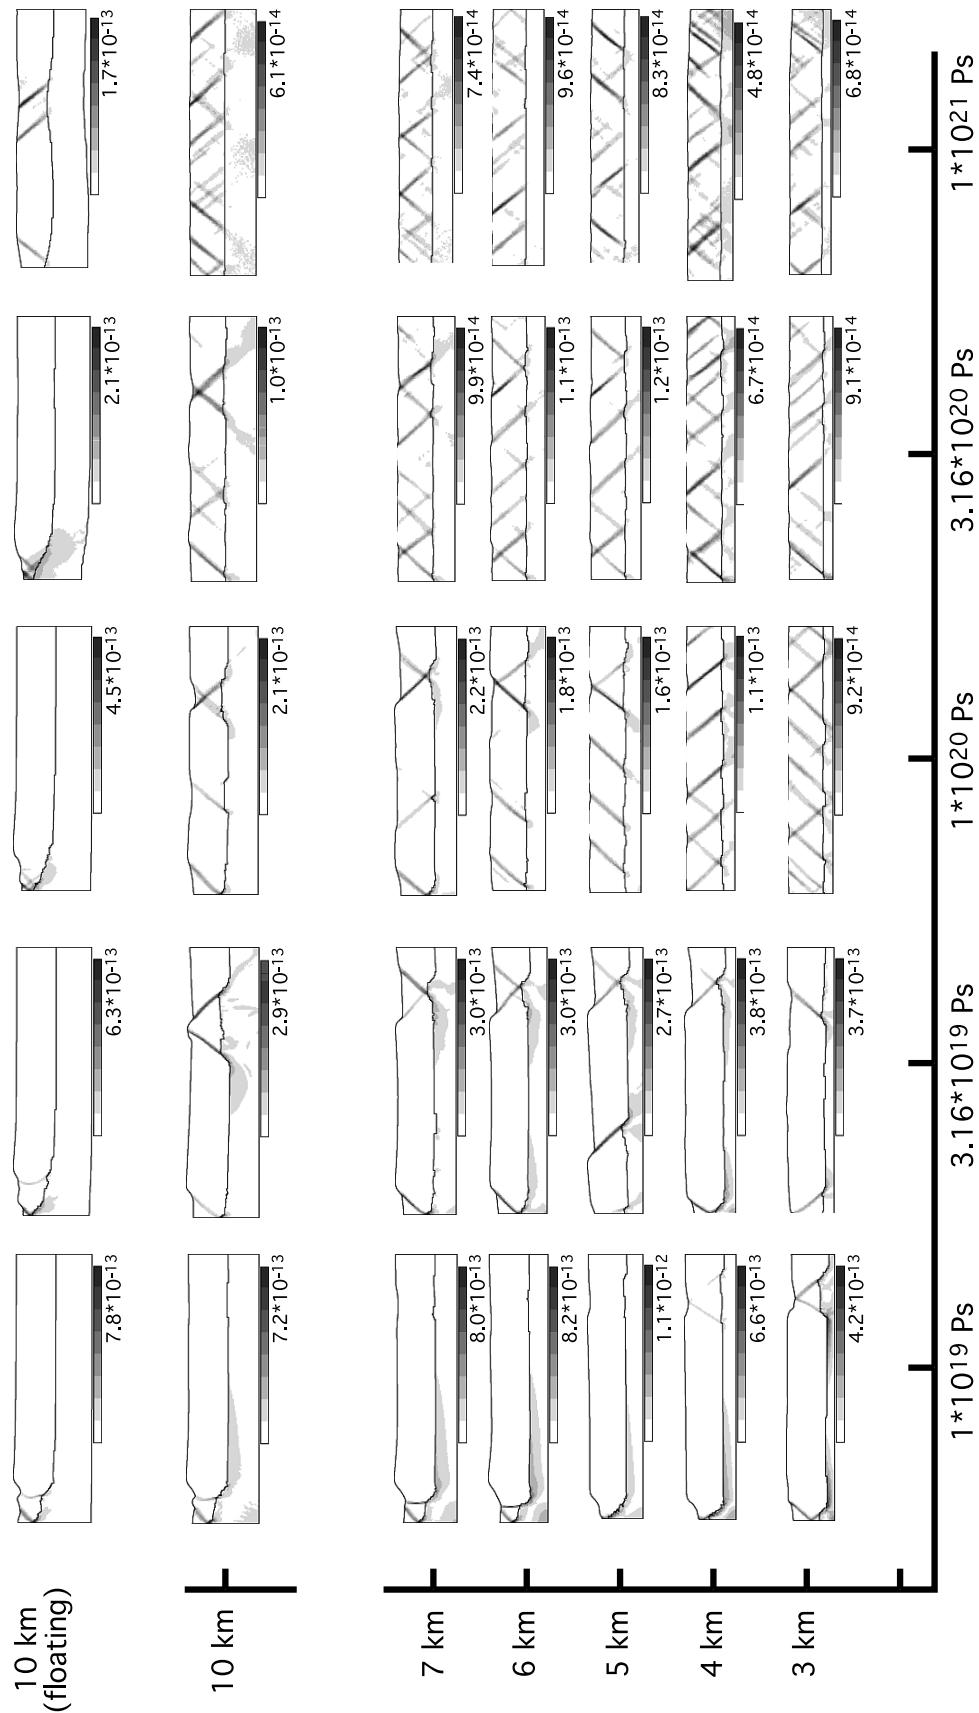 10 km
(floating)
7.8*10⁻¹³
6.3*10⁻¹³
4.5*10⁻¹³
2.1*10⁻¹³
1.7*10⁻¹³
10 km
7.2*10⁻¹³
2.9*10⁻¹³
2.1*10⁻¹³
1.0*10⁻¹³
6.1*10⁻¹⁴
7 km
8.0*10⁻¹³
3.0*10⁻¹³
2.2*10⁻¹³
9.9*10⁻¹⁴
7.4*10⁻¹⁴
6 km
8.2*10⁻¹³
3.0*10⁻¹³
1.8*10⁻¹³
1.1*10⁻¹³
9.6*10⁻¹⁴
5 km
1.1*10⁻¹²
2.7*10⁻¹³
1.6*10⁻¹³
1.2*10⁻¹³
8.3*10⁻¹⁴
4 km
6.6*10⁻¹³
3.8*10⁻¹³
1.1*10⁻¹³
6.7*10⁻¹⁴
4.8*10⁻¹⁴
3 km
4.2*10⁻¹³
3.7*10⁻¹³
9.2*10⁻¹⁴
9.1*10⁻¹⁴
6.8*10⁻¹⁴
1*10¹⁹ Ps
3.16*10¹⁹ Ps
1*10²⁰ Ps
3.16*10²⁰ Ps
1*10²¹ Ps